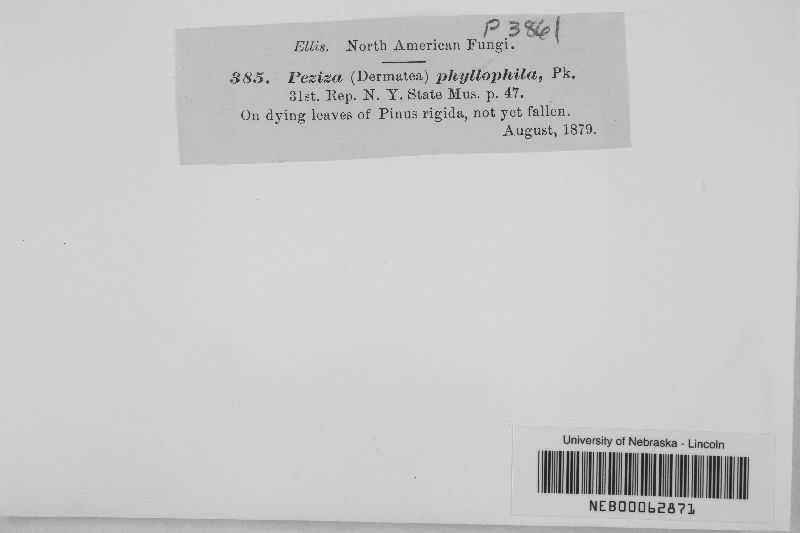 P 3861
Ellis. North American Fungi.
385. Peziza (Dermatea) phyllophila, Pk.
31st. Rep. N. Y. State Mus. p. 47.
On dying leaves of Pinus rigida, not yet fallen.
August, 1879.
University of Nebraska - Lincoln
NEB00062871